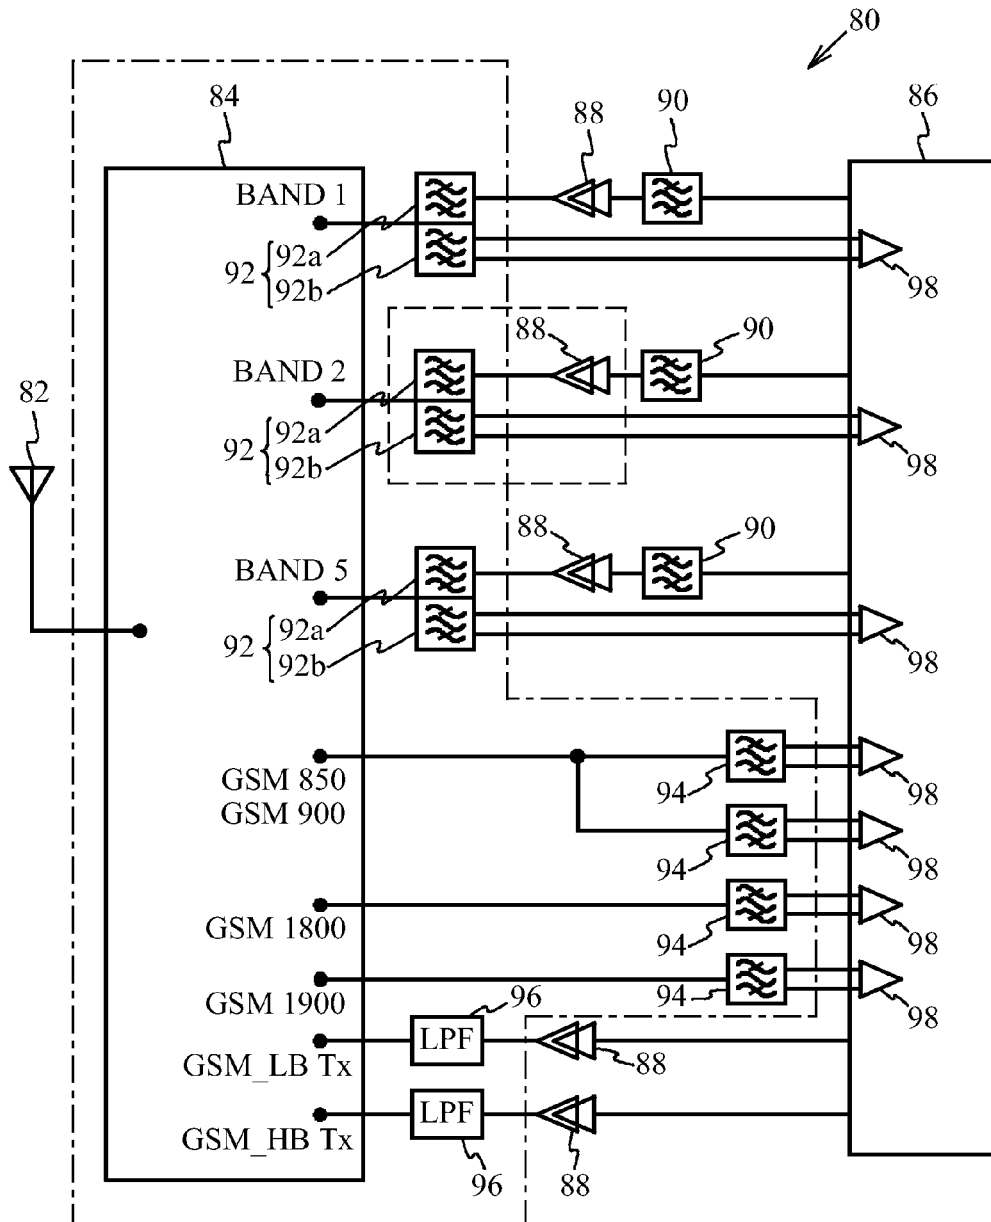 80
84
88
90
86
BAND 1
92 { 92a
92b
98
88
90
BAND 2
82
92 { 92a
92b
98
88
90
BAND 5
92 { 92a
92b
98
GSM 850
GSM 900
94
98
94
98
GSM 1800
94
98
GSM 1900
96
94
98
LPF
GSM_LB Tx
88
LPF
GSM_HB Tx
96
88